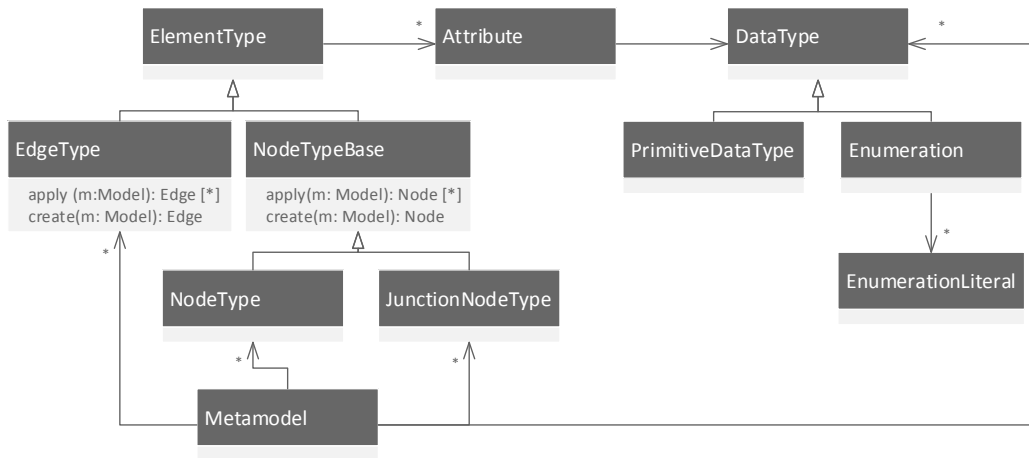 *
*
ElementType
Attribute
DataType
EdgeType
NodeTypeBase
PrimitiveDataType
Enumeration
apply (m:Model): Edge [*]
create(m: Model): Edge
apply(m: Model): Node [*]
create(m: Model): Node
*
*
NodeType
JunctionNodeType
EnumerationLiteral
*
*
Metamodel